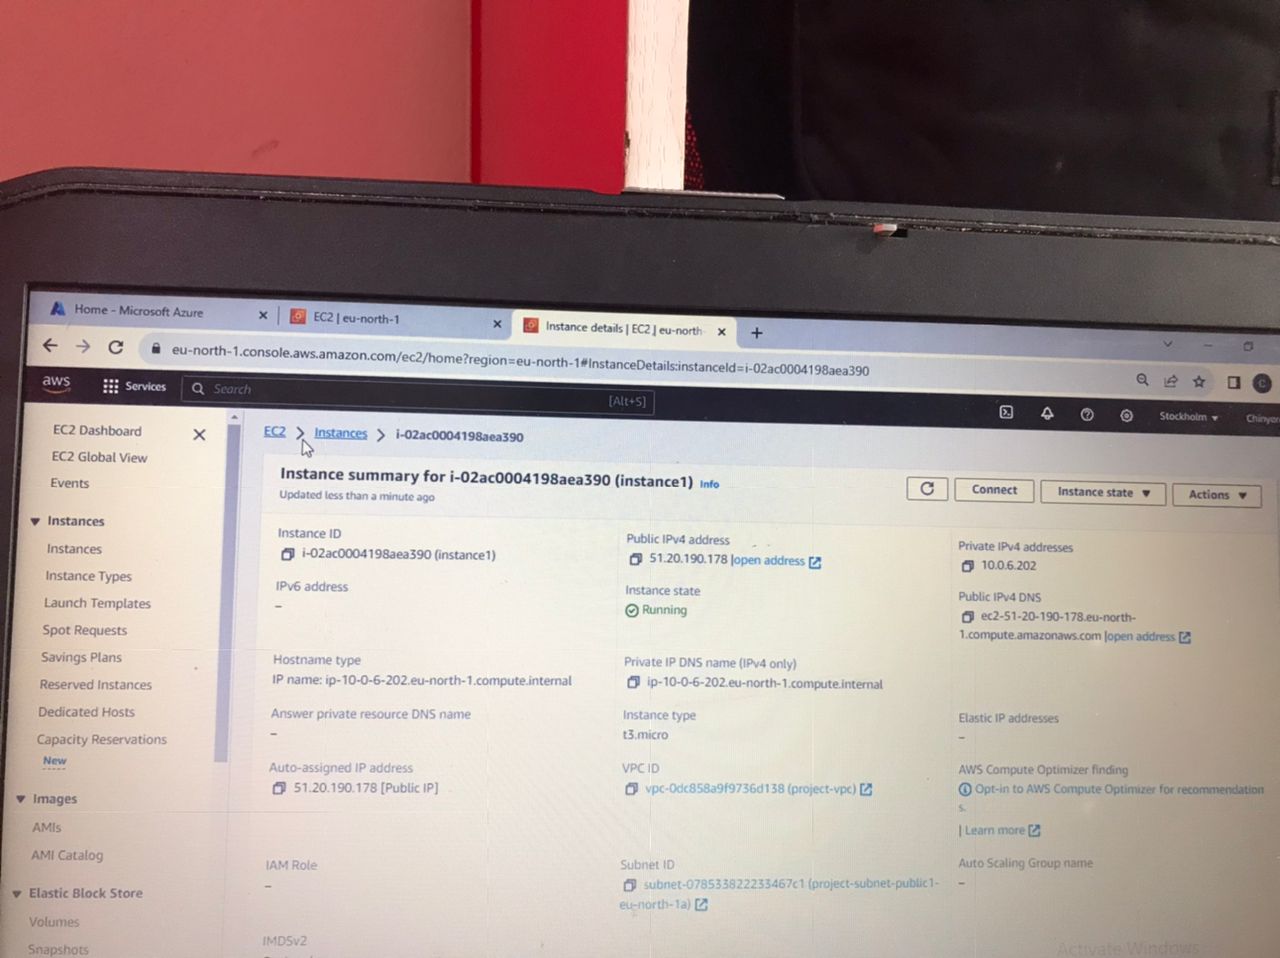 Home - Microsoft Azure
EC2 | eu-north-1
Instance details | EC2 | eu-north-
eu-north-1.console.aws.amazon.com/ec2/home?region=eu-north-1#InstanceDetails:instanceId=i-02ac0004198aea390
aws
Services
Search
[Alt+S]
Stockholm
Chinyer
C
EC2 Dashboard
EC2 Global View
Events
Instances
Instances
Instance Types
Launch Templates
Spot Requests
Savings Plans
Reserved Instances
Dedicated Hosts
Capacity Reservations
New
Images
AMIs
AMI Catalog
Elastic Block Store
Volumes
Snapshots
EC2 > Instances > i-02ac0004198aea390
Instance summary for i-02ac0004198aea390 (instance1) Info
Updated less than a minute ago
Connect
Instance state
Actions
Instance ID
i-02ac0004198aea390 (instance1)
Public IPv4 address
51.20.190.178 |open address
Private IPv4 addresses
10.0.6.202
IPv6 address
–
Instance state
Running
Public IPv4 DNS
ec2-51-20-190-178.eu-north-
1.compute.amazonaws.com |open address
Hostname type
IP name: ip-10-0-6-202.eu-north-1.compute.internal
Private IP DNS name (IPv4 only)
ip-10-0-6-202.eu-north-1.compute.internal
Answer private resource DNS name
–
Instance type
t3.micro
Elastic IP addresses
–
Auto-assigned IP address
51.20.190.178 [Public IP]
VPC ID
vpc-0dc858a9f9736d138 (project-vpc)
AWS Compute Optimizer finding
Opt-in to AWS Compute Optimizer for recommendation
s.
| Learn more
IAM Role
–
Subnet ID
subnet-078533822233467c1 (project-subnet-public1-
eu-north-1a)
Auto Scaling Group name
–
IMDSv2
Activate Windows